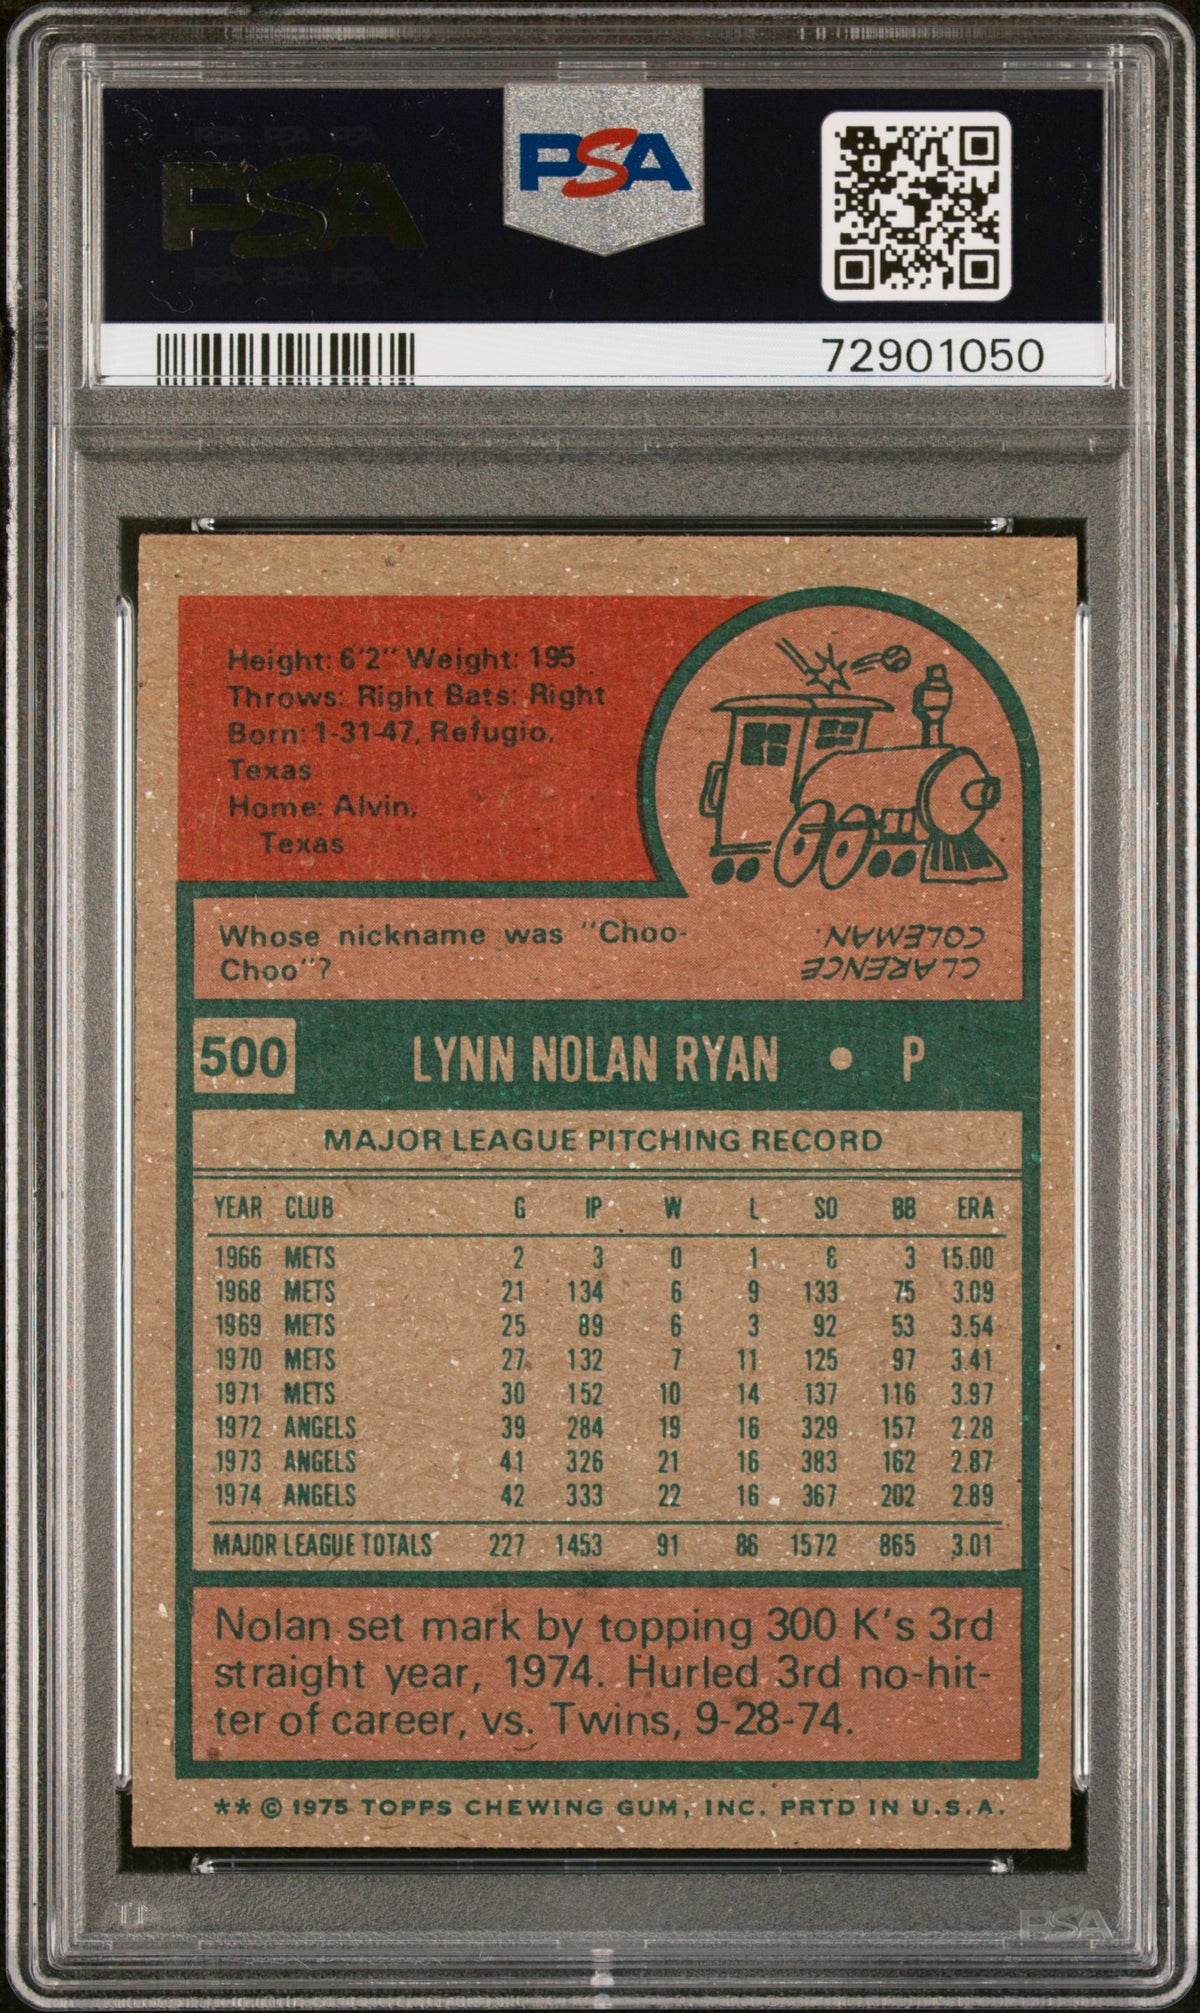 PSA PSA PSA
PSA
PSA
PSA PSA PSA
72901050
Height: 6'2" Weight: 195
Throws: Right Bats: Right
Born: 1-31-47, Refugio,
Texas
Home: Alvin,
Texas
Whose nickname was "Choo-
Choo"?
CLARENCE
COLEMAN.
500 LYNN NOLAN RYAN • P
MAJOR LEAGUE PITCHING RECORD
YEAR CLUB G IP W L SO BB ERA
1966 METS 2 3 0 1 6 3 15.00
1968 METS 21 134 6 9 133 75 3.09
1969 METS 25 89 6 3 92 53 3.54
1970 METS 27 132 7 11 125 97 3.41
1971 METS 30 152 10 14 137 116 3.97
1972 ANGELS 39 284 19 16 329 157 2.28
1973 ANGELS 41 326 21 16 383 162 2.87
1974 ANGELS 42 333 22 16 367 202 2.89
MAJOR LEAGUE TOTALS 227 1453 91 86 1572 865 3.01
Nolan set mark by topping 300 K's 3rd
straight year, 1974. Hurled 3rd no-hit-
ter of career, vs. Twins, 9-28-74.
** © 1975 TOPPS CHEWING GUM, INC. PRTD IN U.S.A.
PSA